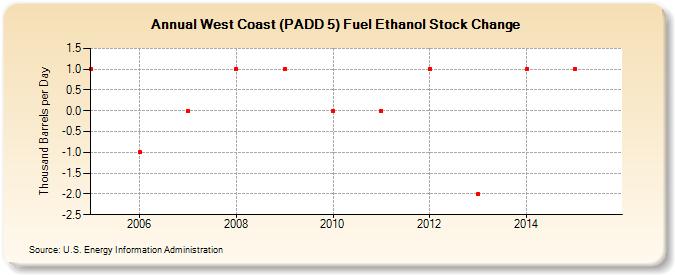 Annual West Coast (PADD 5) Fuel Ethanol Stock Change
Thousand Barrels per Day
1.5
1.0
0.5
0.0
-0.5
-1.0
-1.5
-2.0
-2.5
2006 2008 2010 2012 2014
Source: U.S. Energy Information Administration